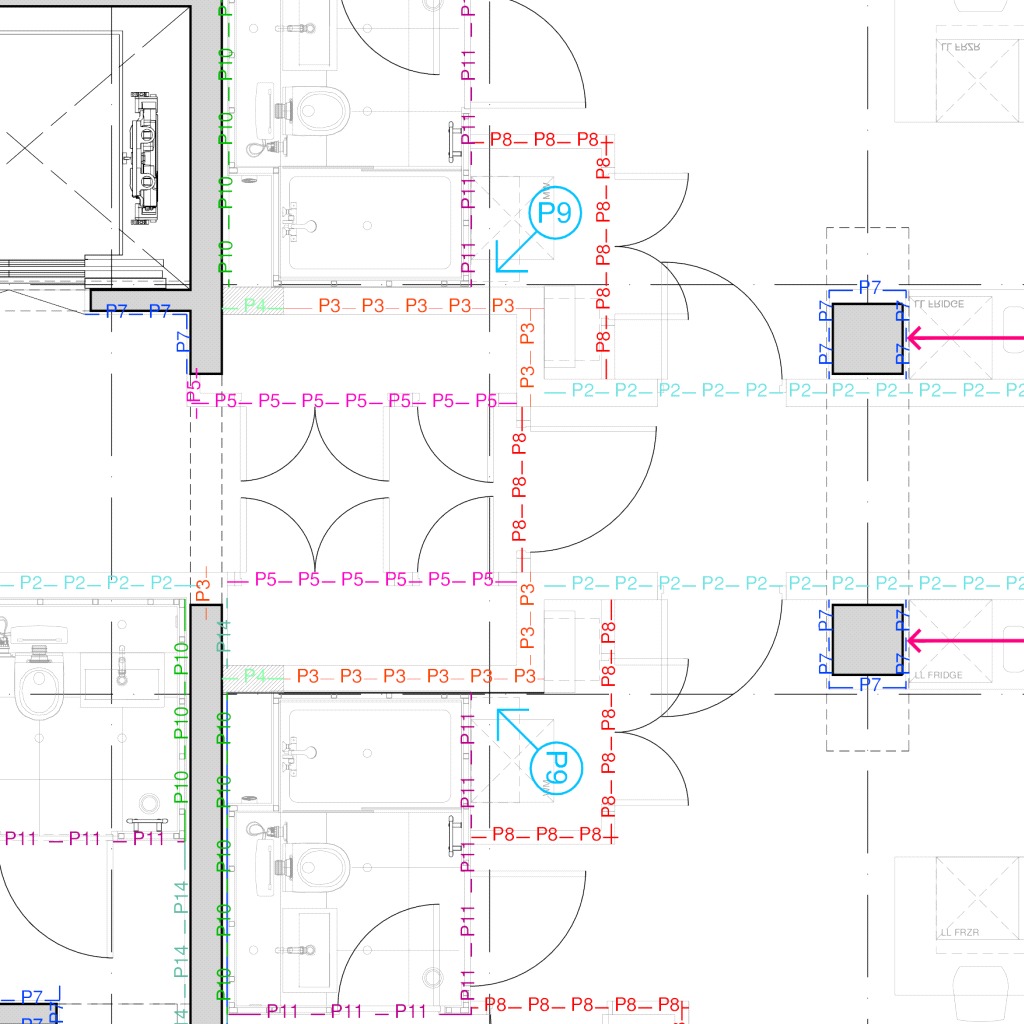 P10 P11 LL FRZR
P10 P11
P8 P8 P8
P10 P11 P8
MW
P9 P8
P10 P11 P8
P4 P3 P3 P3 P3 P3 P8 P7
P7 P7 P3 P7 P7 LL FRIDGE
P7 P8 P7 P7
P5 P3
P2 P2 P2 P2 P2 P2 P2 P2 P2 P2 P2
P5 P5 P5 P5 P5 P5 P5
P8
P8
P8
P2 P2 P2 P2 P3 P5 P5 P5 P5 P5 P5 P3 P2 P2 P2 P2 P2 P2 P2 P2 P2 P2 P2
P14 P8 P7 P7
P10 P3 P8 P7 P7
P4 P3 P3 P3 P3 P3 P3 P7 LL FRIDGE
P10 P10 P11 P8
P10 P10 P11 P9 MW P8
P8
P11 P11 P11 P10 P11 P8 P8 P8
P14 P10 P11 LL FRZR
P14 P10 P11
P7 P7 P14 P11 P11 P11 P8 P8 P8 P8 P8